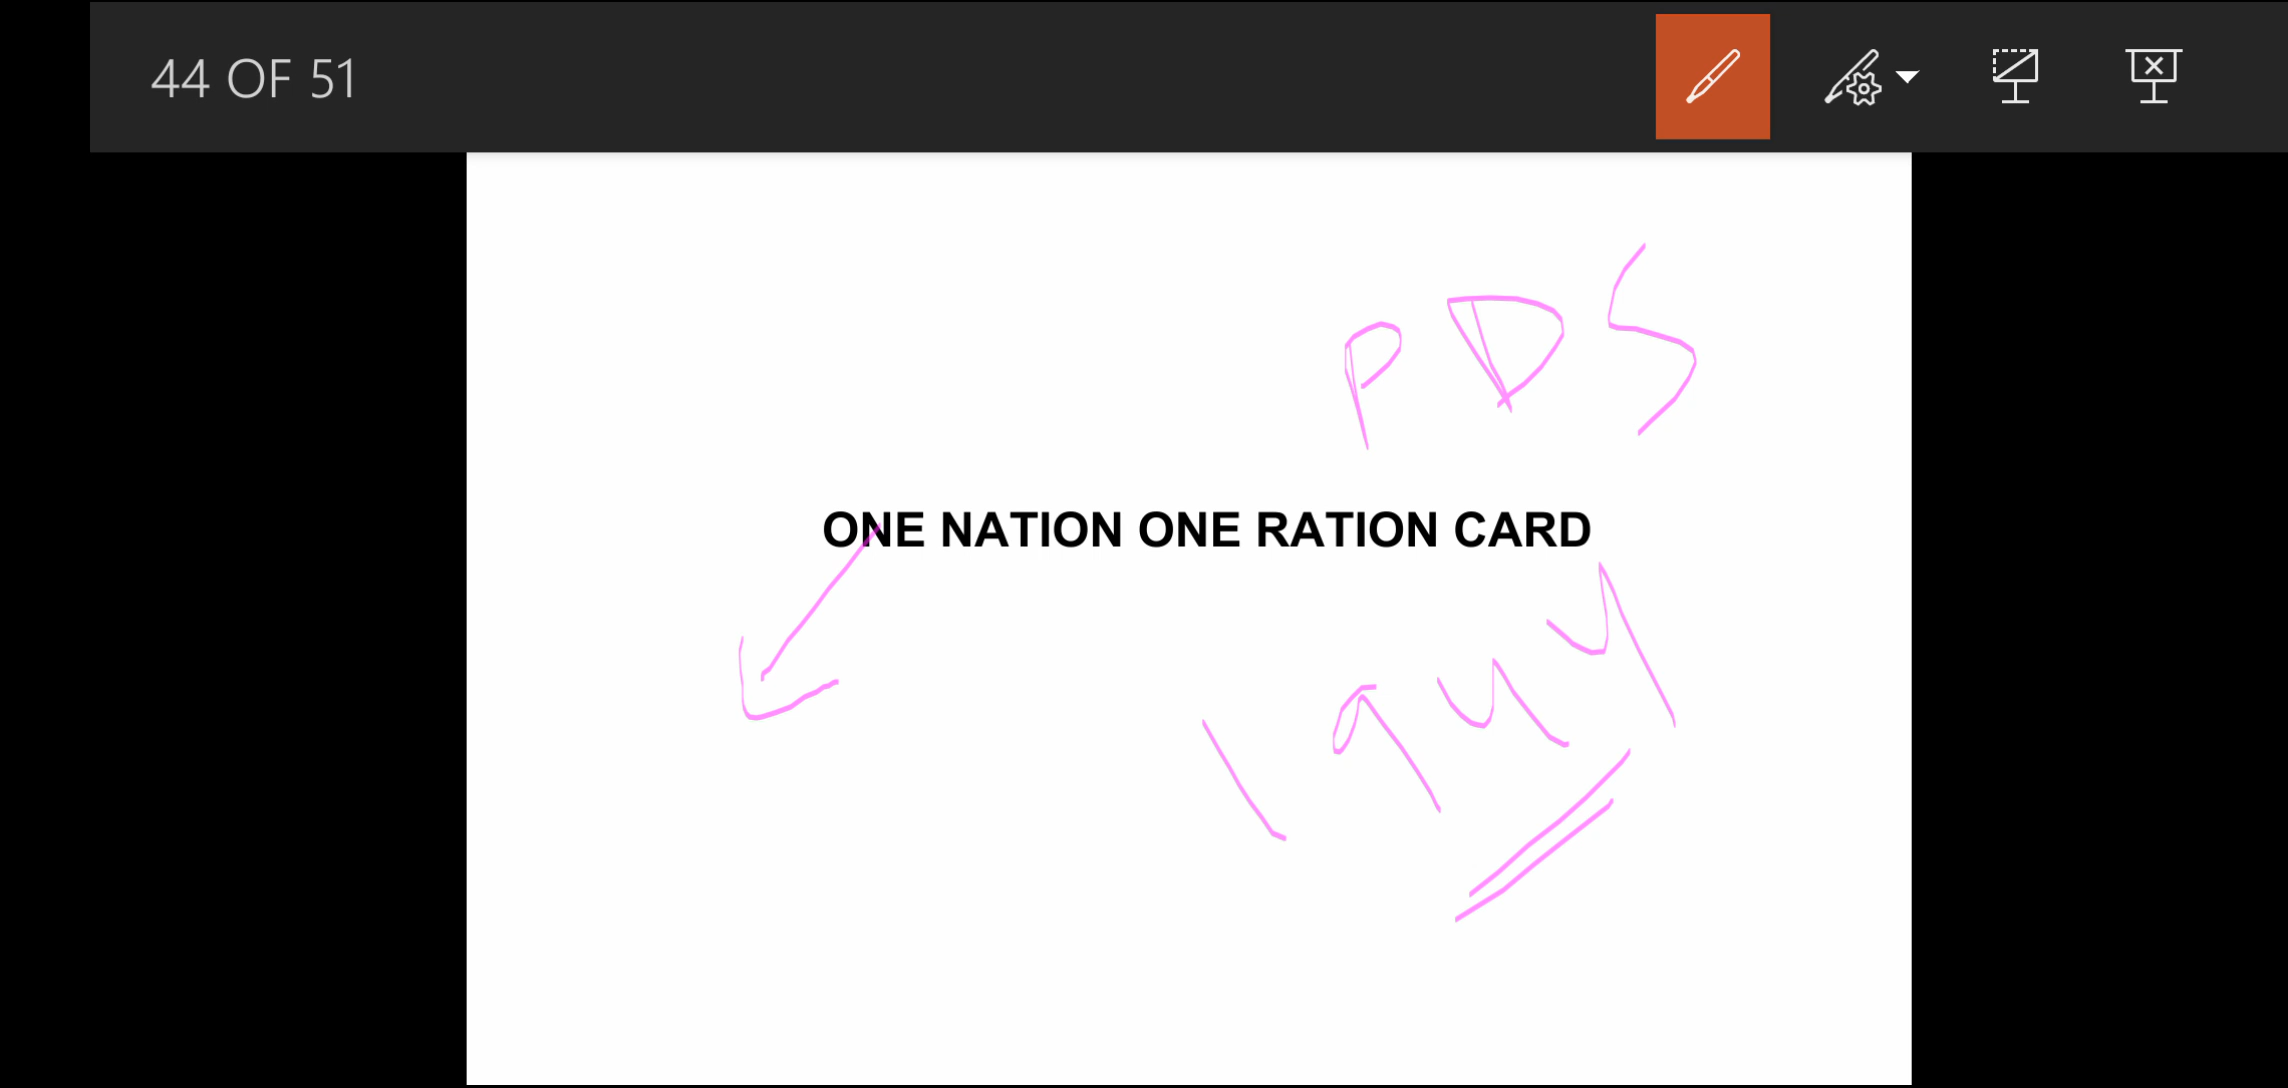 44 OF 51
PDS
ONE NATION ONE RATION CARD
1944